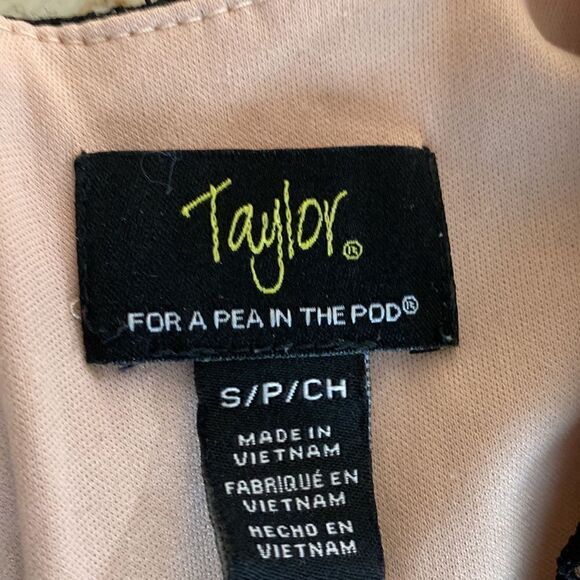 Taylor®
FOR A PEA IN THE POD®
S/P/CH
MADE IN
VIETNAM
FABRIQUÉ EN
VIETNAM
HECHO EN
VIETNAM